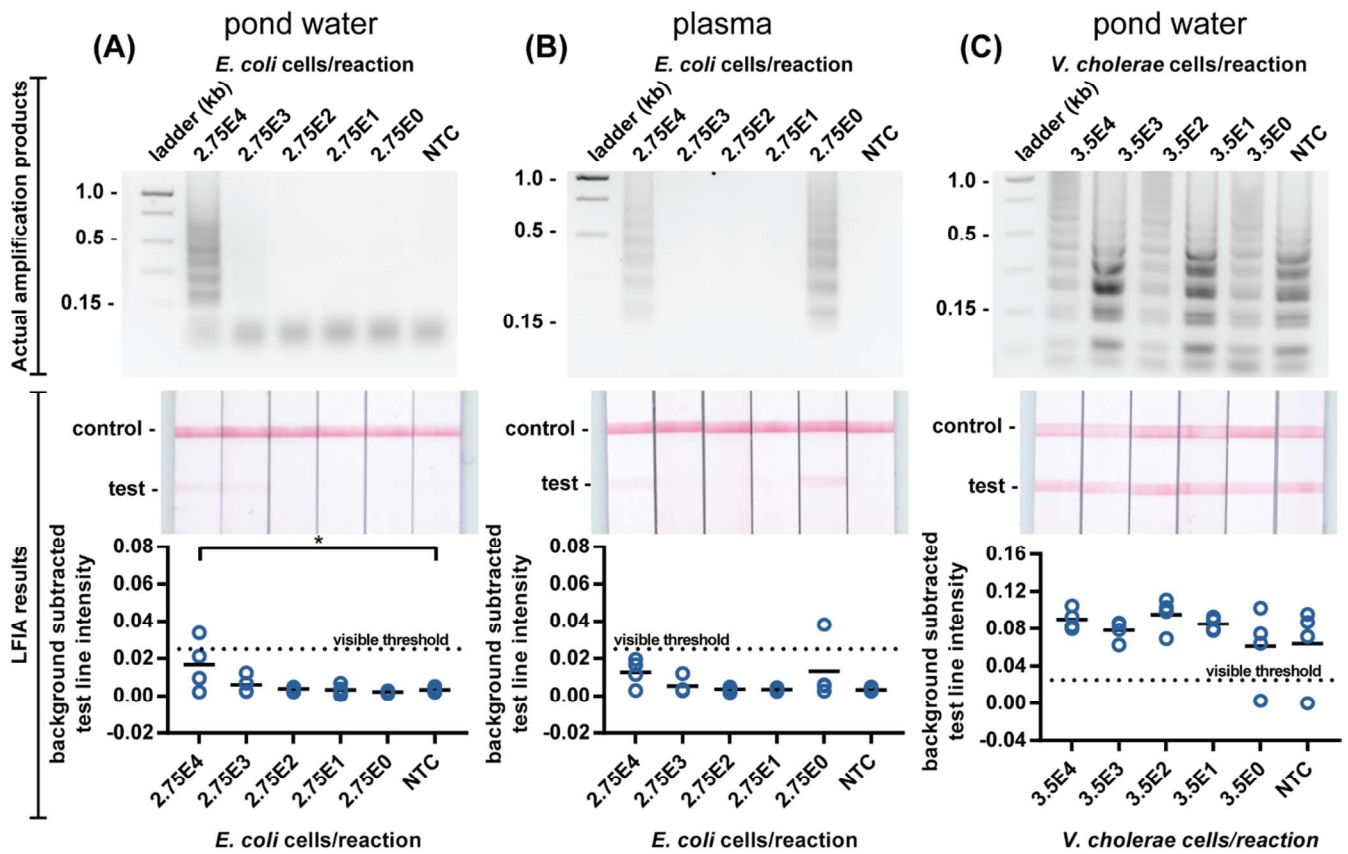 pond water
(A)
E. coli cells/reaction
ladder (kb)
2.75E4
2.75E3
2.75E2
2.75E1
2.75E0
NTC
1.0 -
0.5 -
0.15 -
control -
test -
background subtracted
test line intensity
0.08
0.06
0.04
0.02
0.00
-0.02
*
visible threshold
2.75E4
2.75E3
2.75E2
2.75E1
2.75E0
NTC
E. coli cells/reaction
plasma
(B)
E. coli cells/reaction
ladder (kb)
2.75E4
2.75E3
2.75E2
2.75E1
2.75E0
NTC
1.0 -
0.5 -
0.15 -
control -
test -
background subtracted
test line intensity
0.08
0.06
0.04
0.02
0.00
-0.02
visible threshold
2.75E4
2.75E3
2.75E2
2.75E1
2.75E0
NTC
E. coli cells/reaction
pond water
(C)
V. cholerae cells/reaction
ladder (kb)
3.5E4
3.5E3
3.5E2
3.5E1
3.5E0
NTC
1.0 -
0.5 -
0.15 -
control -
test -
background subtracted
test line intensity
0.16
0.12
0.08
0.04
0.00
-0.04
visible threshold
3.5E4
3.5E3
3.5E2
3.5E1
3.5E0
NTC
V. cholerae cells/reaction
Actual amplification products
LFIA results